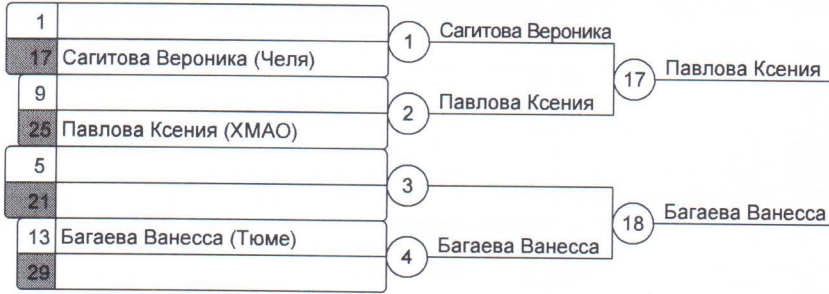 1
17 Сагитова Вероника (Челя)
1 Сагитова Вероника
9
25 Павлова Ксения (ХМАО)
2 Павлова Ксения
17 Павлова Ксения
5
21
3
13 Багаева Ванесса (Тюме)
29
4 Багаева Ванесса
18 Багаева Ванесса